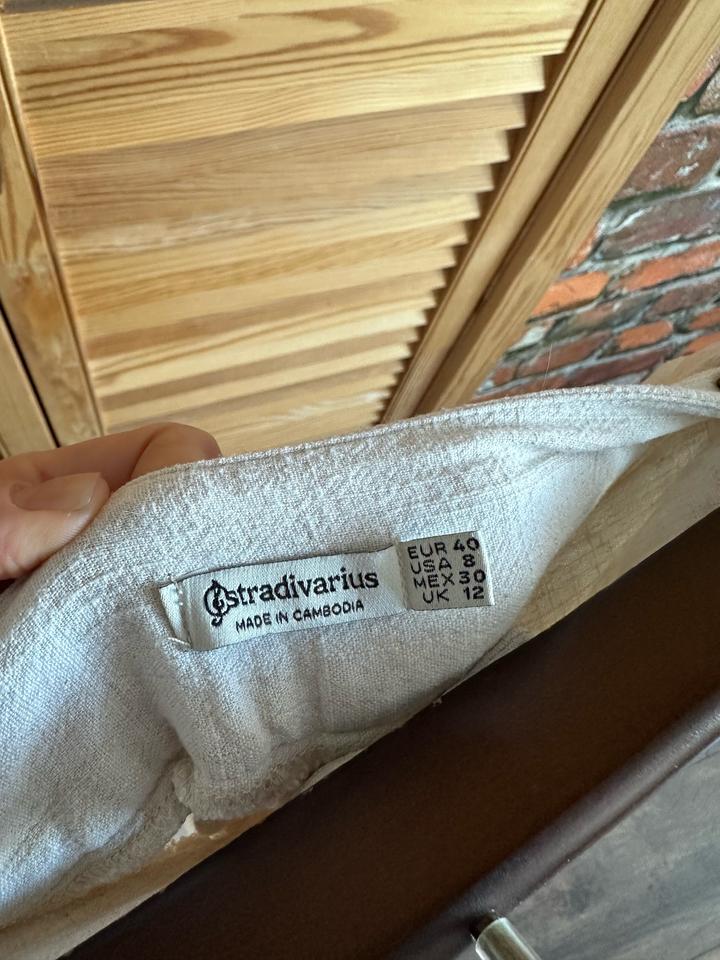 stradivarius
MADE IN CAMBODIA
EUR 40
USA 8
MEX 30
UK 12